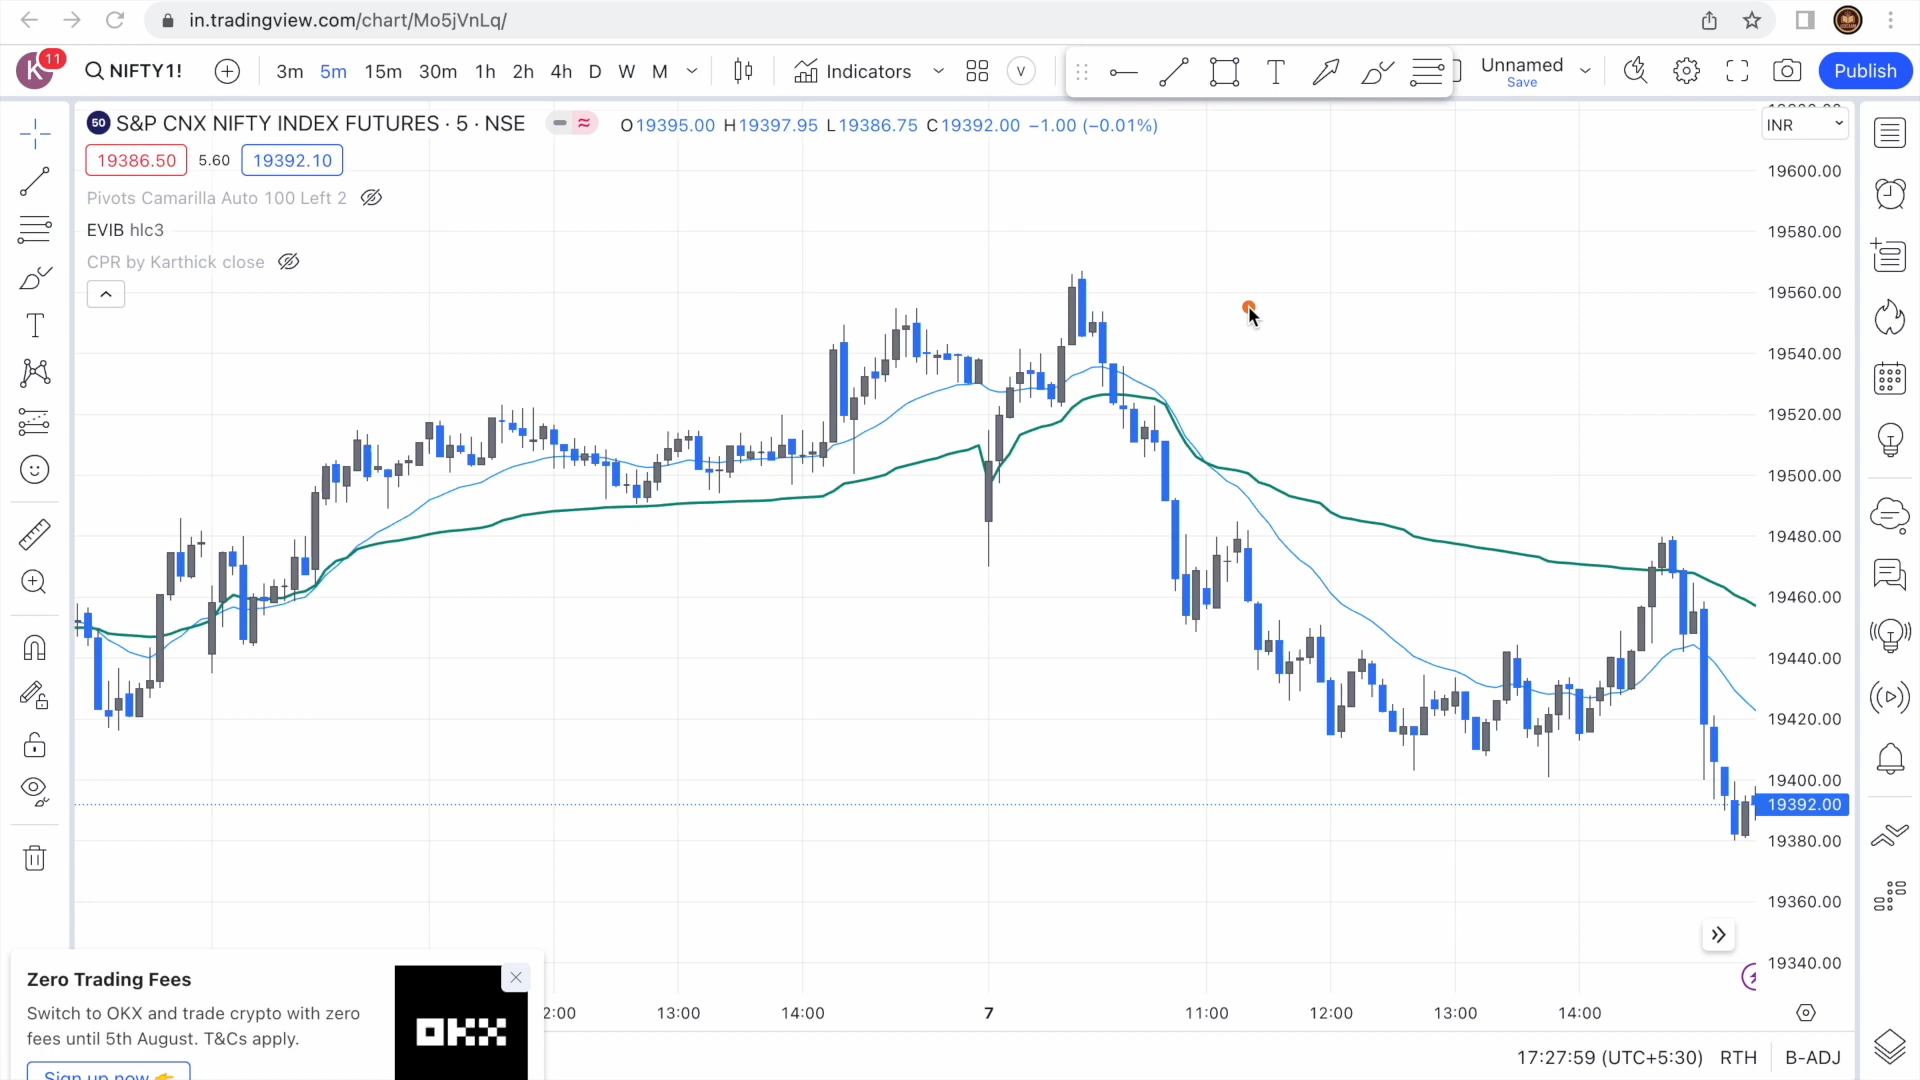 in.tradingview.com/chart/Mo5jVnLq/
K 11 NIFTY1! 3m 5m 15m 30m 1h 2h 4h D W M Indicators V T Unnamed Save Publish
50 S&P CNX NIFTY INDEX FUTURES · 5 · NSE O19395.00 H19397.95 L19386.75 C19392.00 −1.00 (−0.01%)
INR
19386.50 5.60 19392.10
Pivots Camarilla Auto 100 Left 2
EVIB hlc3
CPR by Karthick close
19600.00
19580.00
19560.00
19540.00
19520.00
19500.00
19480.00
19460.00
19440.00
19420.00
19400.00
19392.00
19380.00
19360.00
19340.00
Zero Trading Fees
Switch to OKX and trade crypto with zero
fees until 5th August. T&Cs apply.
Sign up now
OKX
2:00 13:00 14:00 7 11:00 12:00 13:00 14:00
17:27:59 (UTC+5:30) RTH B-ADJ